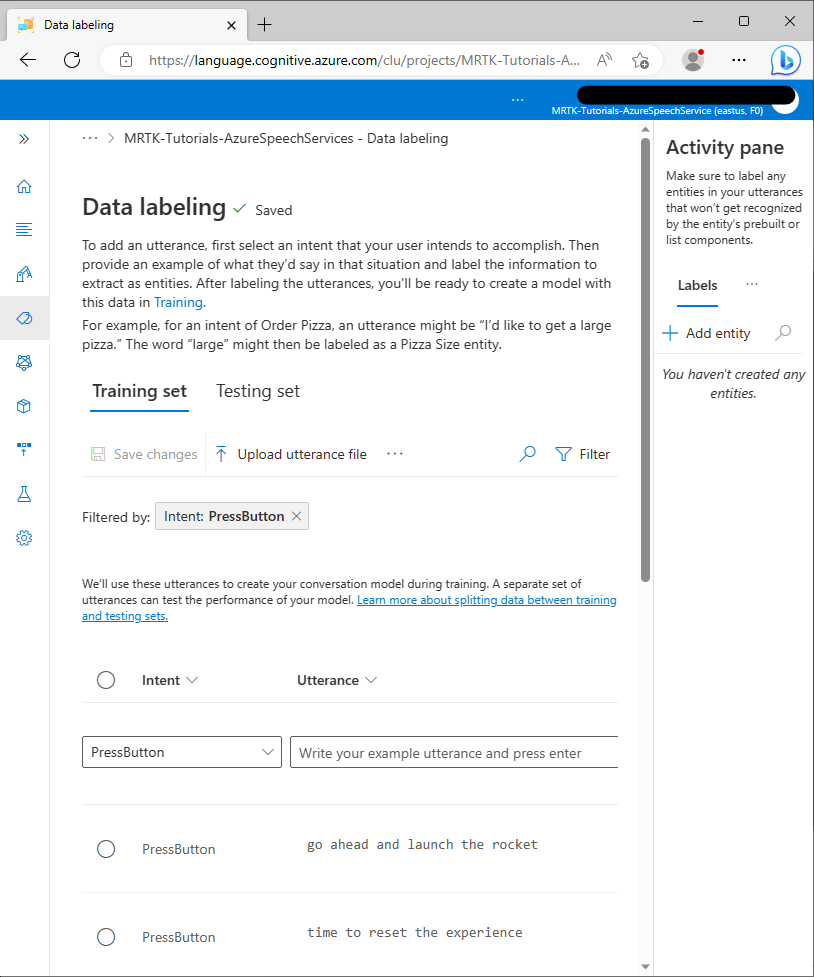 Data labeling
https://language.cognitive.azure.com/clu/projects/MRTK-Tutorials-A...
MRTK-Tutorials-AzureSpeechService (eastus, F0)
MRTK-Tutorials-AzureSpeechServices - Data labeling
Data labeling
Saved
To add an utterance, first select an intent that your user intends to accomplish. Then
provide an example of what they’d say in that situation and label the information to
extract as entities. After labeling the utterances, you'll be ready to create a model with
this data in Training.
For example, for an intent of Order Pizza, an utterance might be “I’d like to get a large
pizza.” The word “large” might then be labeled as a Pizza Size entity.
Training set Testing set
Save changes Upload utterance file ··· Filter
Filtered by: Intent: PressButton
We’ll use these utterances to create your conversation model during training. A separate set of
utterances can test the performance of your model. Learn more about splitting data between training
and testing sets.
Intent Utterance
PressButton Write your example utterance and press enter
PressButton go ahead and launch the rocket
PressButton time to reset the experience
Activity pane
Make sure to label any
entities in your utterances
that won’t get recognized
by the entity’s prebuilt or
list components.
Labels ···
Add entity
You haven't created any
entities.